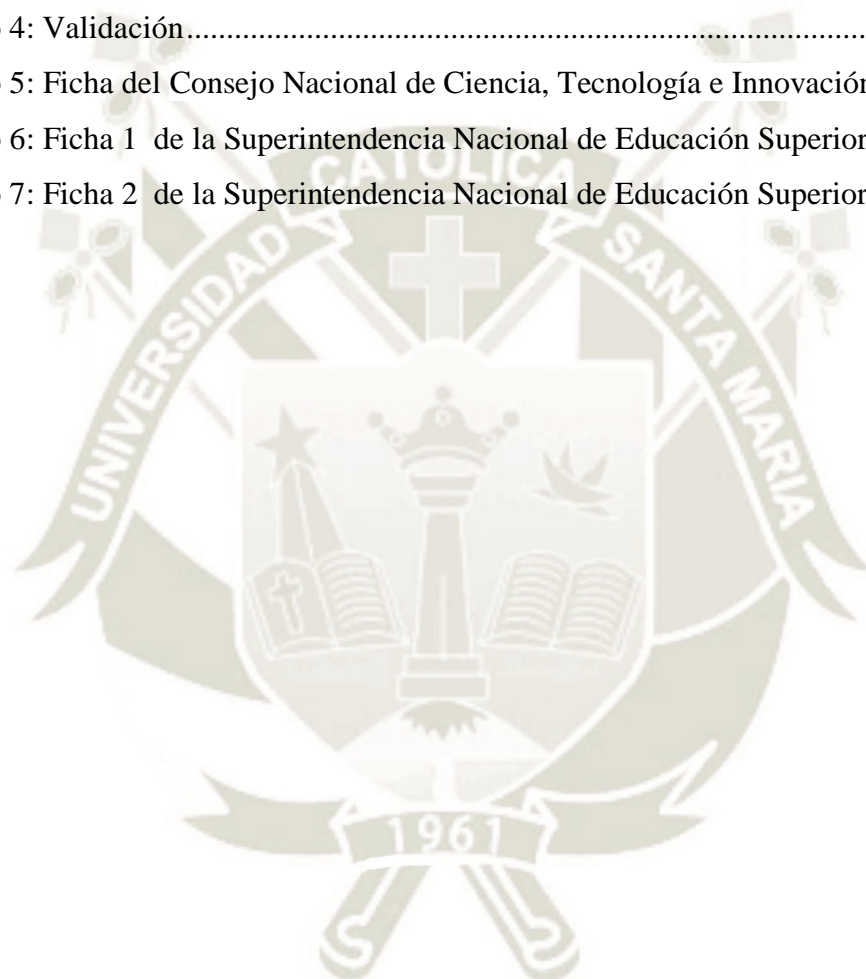 o 4: Validación..........................................................................................
o 5: Ficha del Consejo Nacional de Ciencia, Tecnología e Innovación
o 6: Ficha 1 de la Superintendencia Nacional de Educación Superior
o 7: Ficha 2 de la Superintendencia Nacional de Educación Superior
UNIVERSIDAD CATOLICA SANTA MARIA
1961